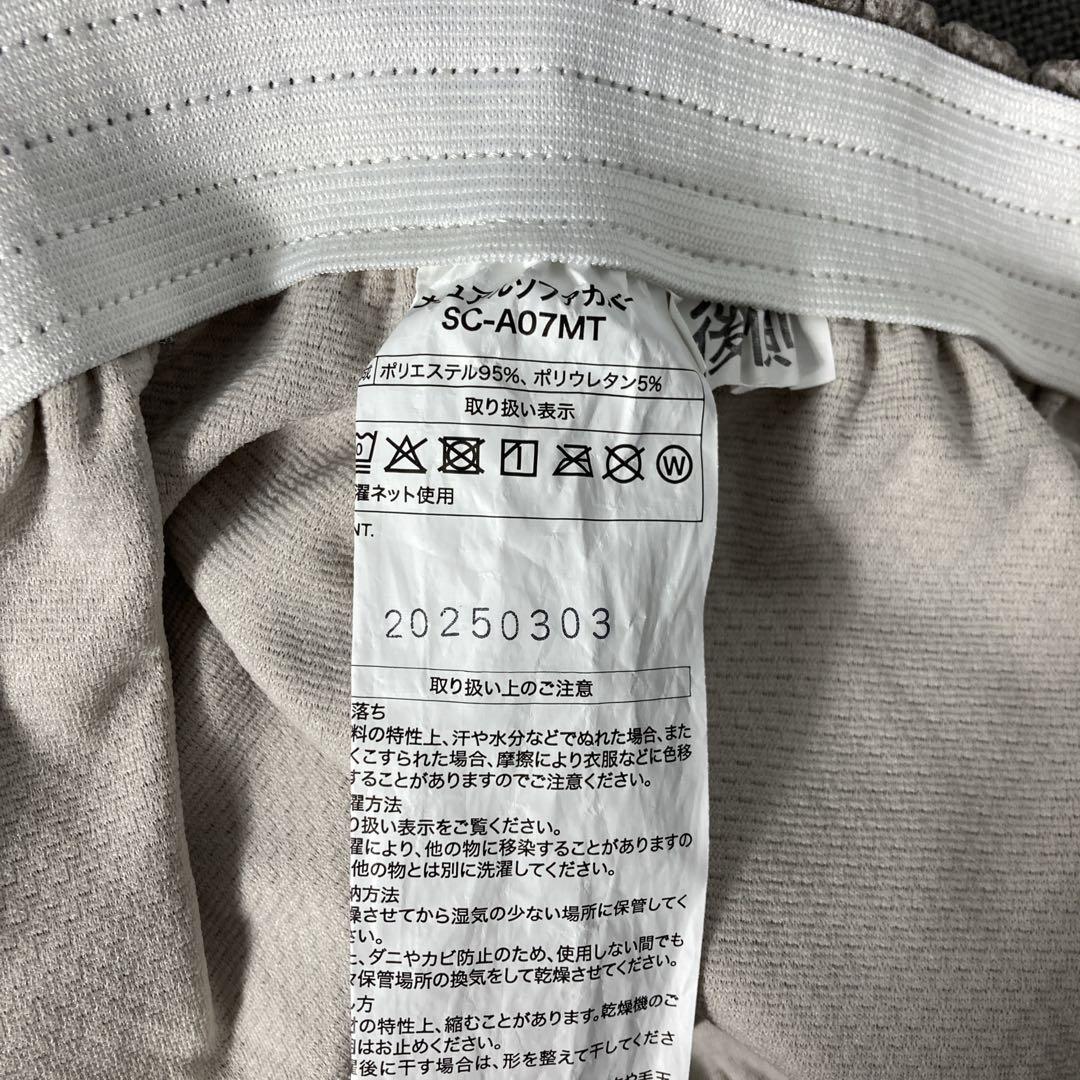 SC-A07MT
後側
ポリエステル95%、ポリウレタン5%
取り扱い表示
W
濯ネット使用
NT.
20250303
取り扱い上のご注意
落ち
料の特性上、汗や水分などでぬれた場合、また
くこすられた場合、摩擦により衣服などに色移
することがありますのでご注意ください。
濯方法
り扱い表示をご覧ください。
濯により、他の物に移染することがありますの
他の物とは別に洗濯してください。
納方法
燥させてから湿気の少ない場所に保管してく
さい。
、ダニやカビ防止のため、使用しない間でも
保管場所の換気をして乾燥させてください。
し方
の特性上、縮むことがあります。乾燥機のご
用はお止めください。
濯後に干す場合は、形を整えて干してくださ